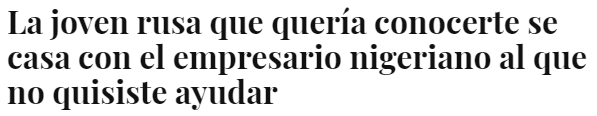 La joven rusa que quería conocerte se
casa con el empresario nigeriano al que
no quisiste ayudar